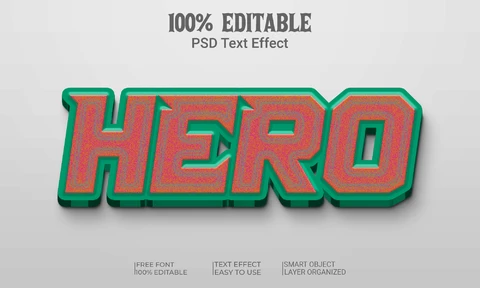 100% EDITABLE
PSD Text Effect
HERO
FREE FONT
100% EDITABLE
TEXT EFFECT
EASY TO USE
SMART OBJECT
LAYER ORGANIZED